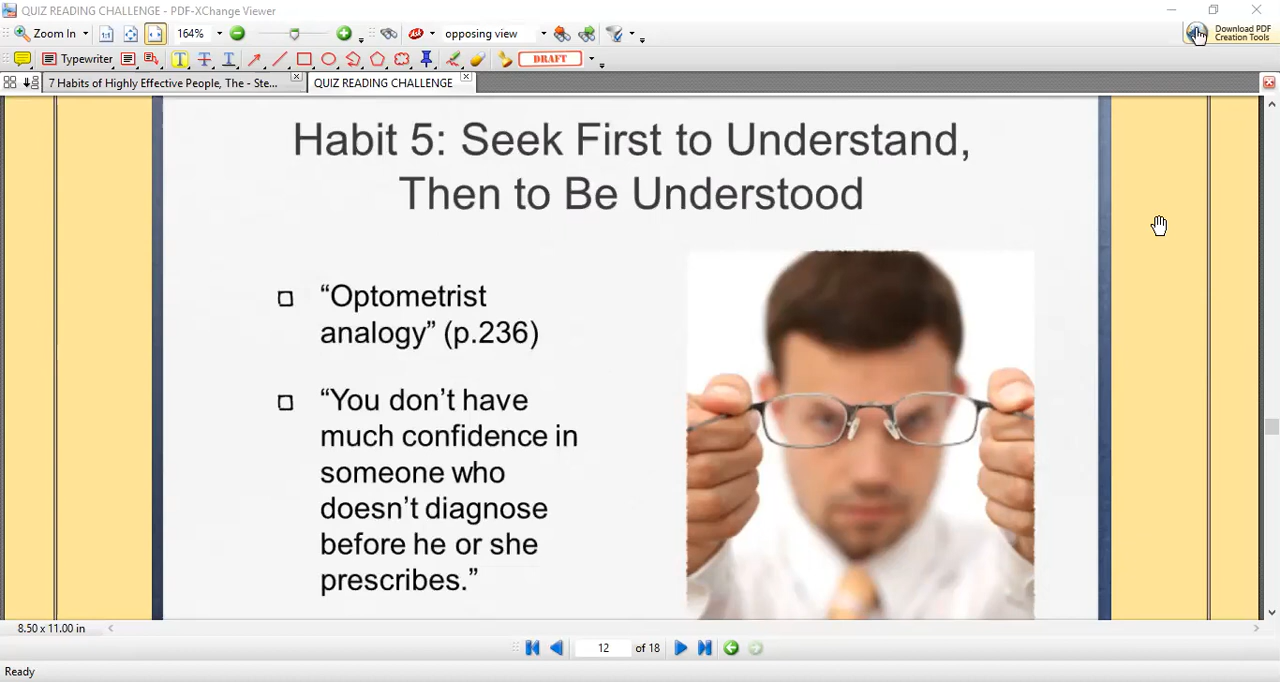 QUIZ READING CHALLENGE - PDF-XChange Viewer
Zoom In 164% opposing view
Download PDF
Creation Tools
Typewriter DRAFT
7 Habits of Highly Effective People, The - Ste...
QUIZ READING CHALLENGE
Habit 5: Seek First to Understand,
Then to Be Understood
“Optometrist
analogy” (p.236)
“You don’t have
much confidence in
someone who
doesn’t diagnose
before he or she
prescribes.”
8.50 x 11.00 in
12 of 18
Ready